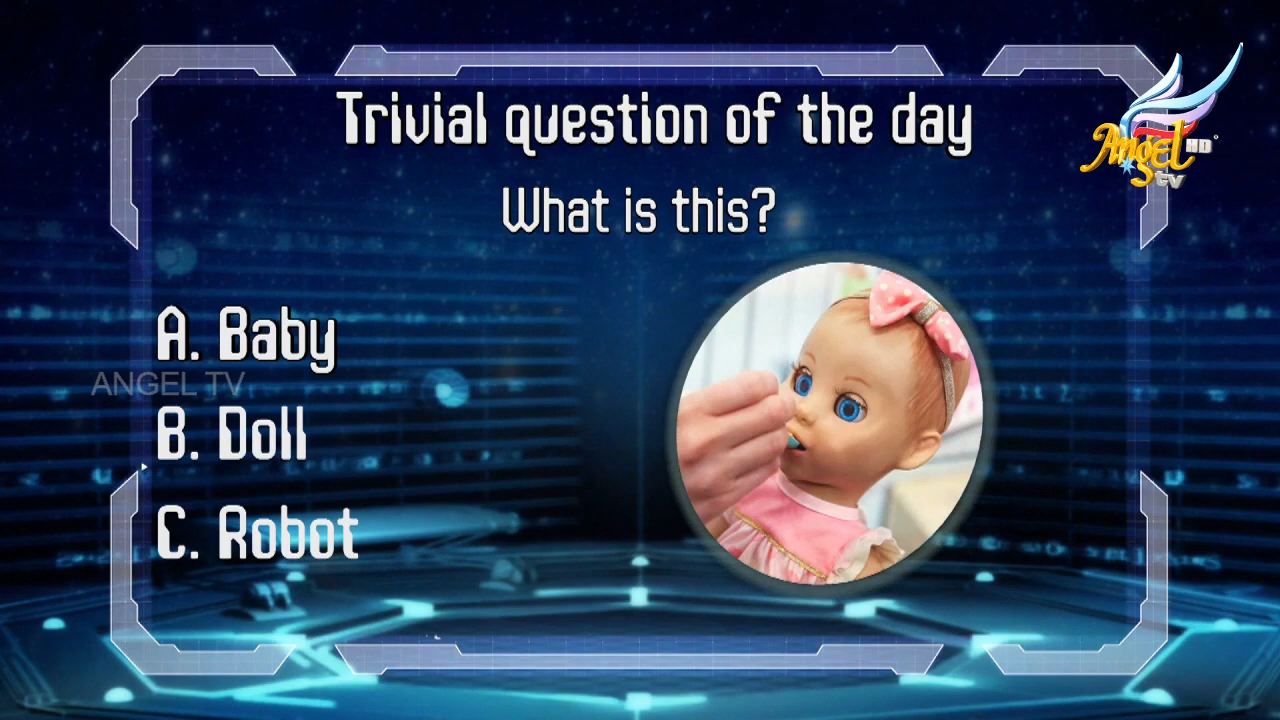 Trivial question of the day
Angel HD
tv
What is this?
A. Baby
ANGEL TV
B. Doll
C. Robot